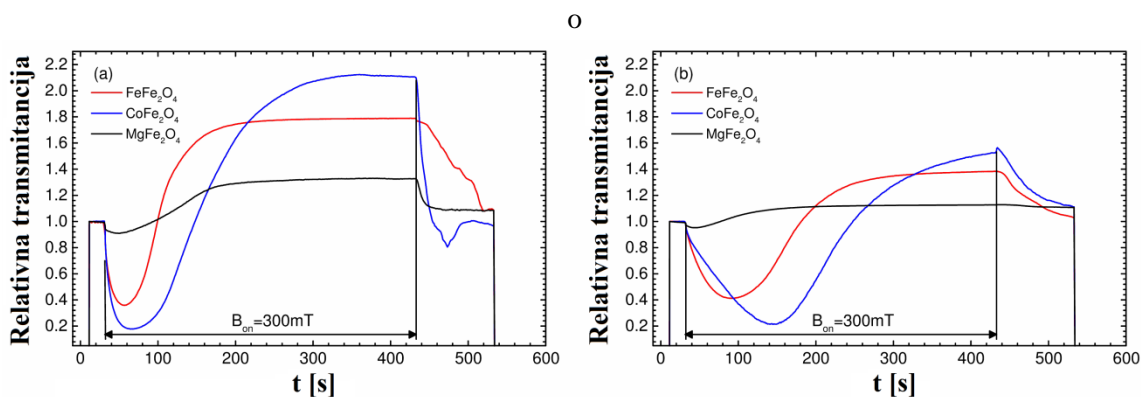 o
Relativna transmitancija
2.2
2.0
1.8
1.6
1.4
1.2
1.0
0.8
0.6
0.4
0.2
(a)
FeFe₂O₄
CoFe₂O₄
MgFe₂O₄
Bₒₙ=300mT
0 100 200 300 400 500 600
t [s]
Relativna transmitancija
2.2
2.0
1.8
1.6
1.4
1.2
1.0
0.8
0.6
0.4
0.2
(b)
FeFe₂O₄
CoFe₂O₄
MgFe₂O₄
Bₒₙ=300mT
0 100 200 300 400 500 600
t [s]